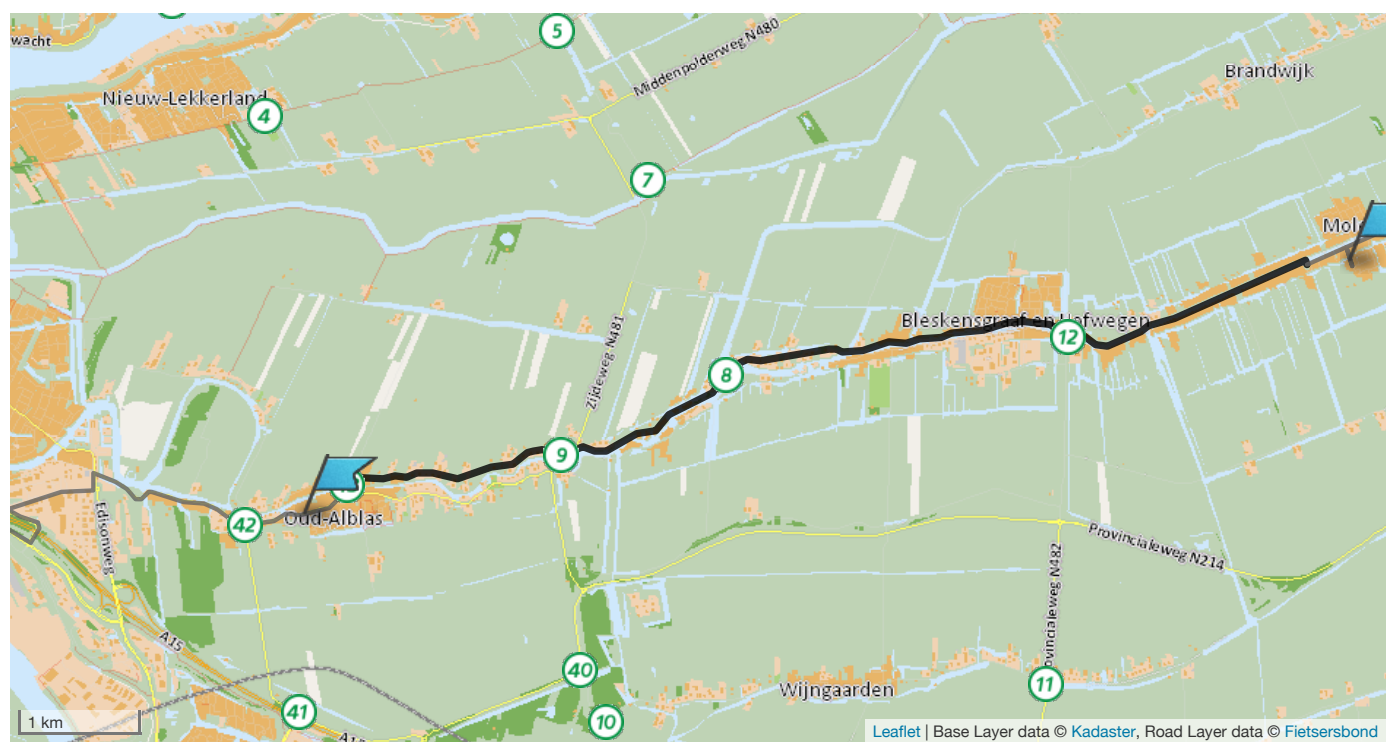 wacht
5
Middenpolderweg N480
Brandwijk
Nieuw-Lekkerland
4
7
Mole
Zijdeweg N481
Bleskensgraaf en Hofwegen
12
8
9
42
Oud-Alblas
Edisonweg
Provincialeweg N214
Provincialeweg N482
A15
40
Wijngaarden
11
41
10
A15
1 km
Leaflet | Base Layer data © Kadaster, Road Layer data © Fietsersbond